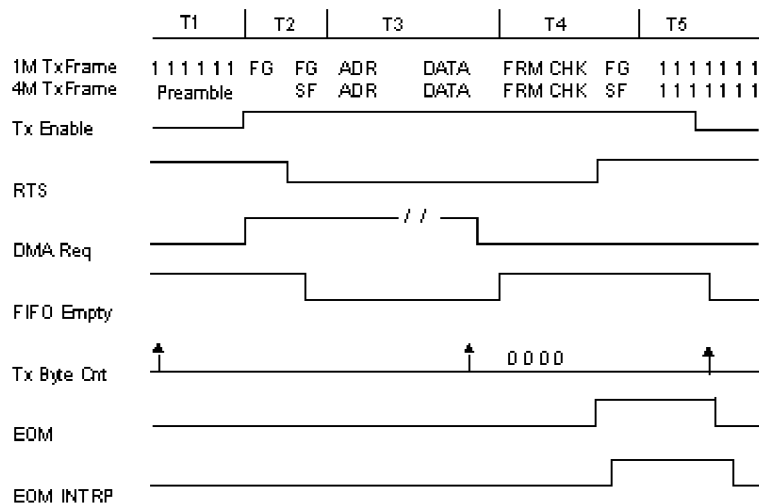 T1 T2 T3 T4 T5
1M TxFrame 1 1 1 1 1 1 FG FG ADR DATA FRM CHK FG 1 1 1 1 1 1 1
4M TxFrame Preamble SF ADR DATA FRM CHK SF 1 1 1 1 1 1 1
Tx Enable
RTS
DMA Req
/ /
FIFO Empty
Tx Byte Cnt 0 0 0 0
EOM
EOM INTRP